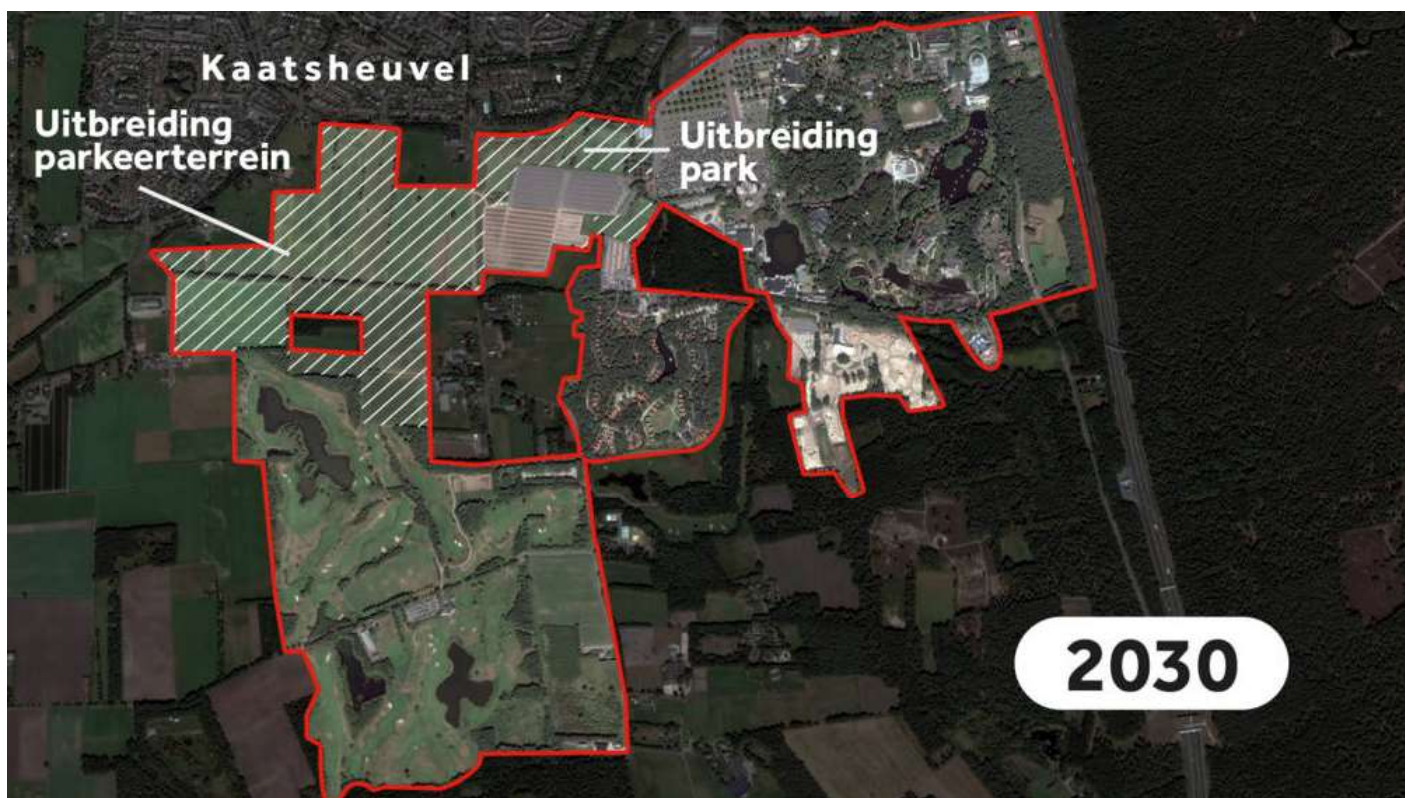 Kaatsheuvel
Uitbreiding
parkeerterrein
Uitbreiding
park
2030